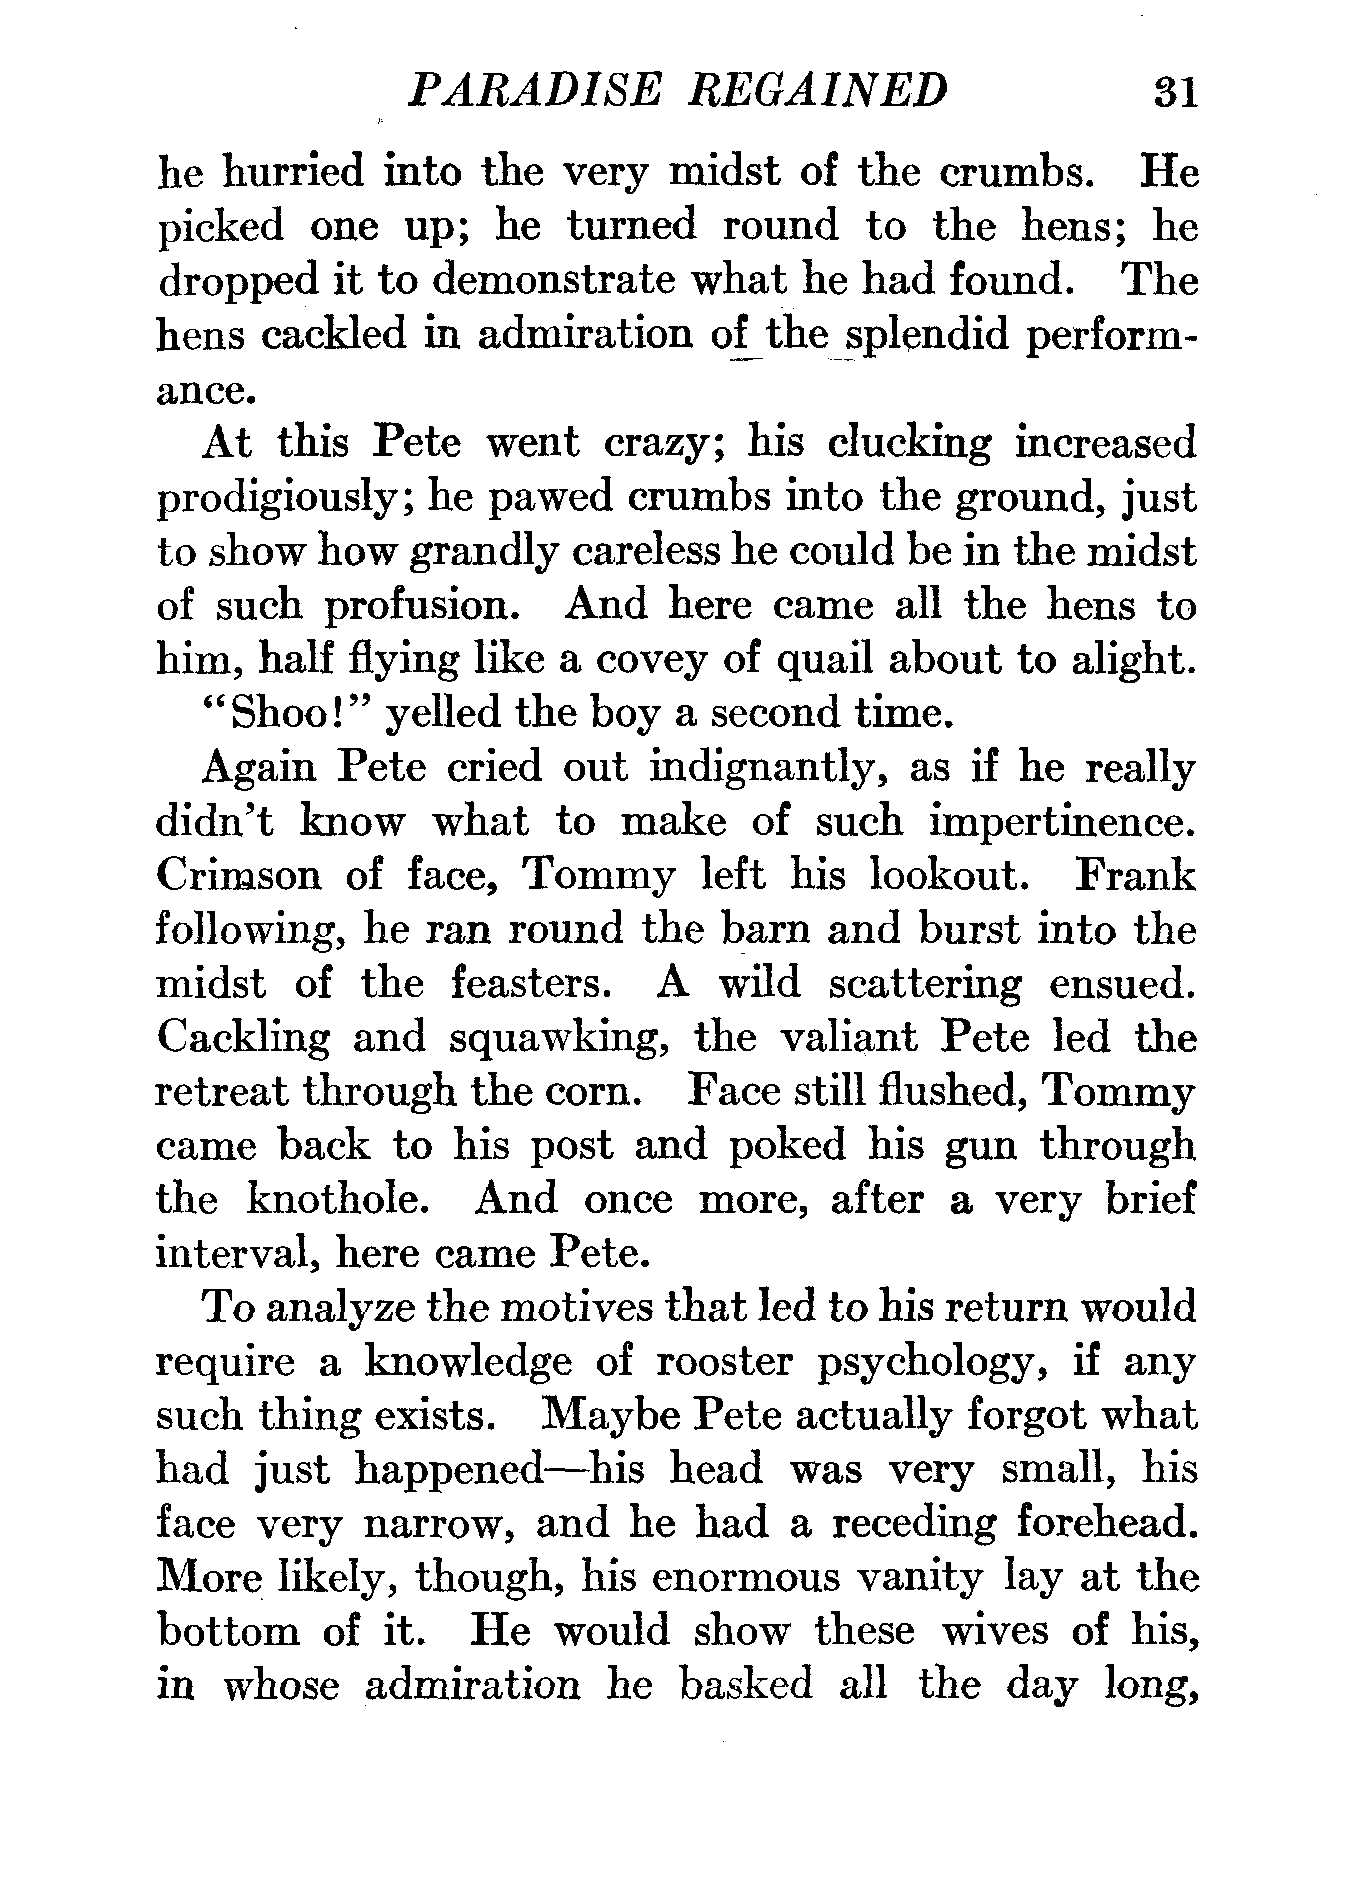 PARADISE REGAINED 31
he hurried into the very midst of the crumbs. He
picked one up; he turned round to the hens; he
dropped it to demonstrate what he had found. The
hens cackled in admiration of the splendid perform-
ance.
At this Pete went crazy; his clucking increased
prodigiously; he pawed crumbs into the ground, just
to show how grandly careless he could be in the midst
of such profusion. And here came all the hens to
him, half flying like a covey of quail about to alight.
“Shoo!” yelled the boy a second time.
Again Pete cried out indignantly, as if he really
didn’t know what to make of such impertinence.
Crimson of face, Tommy left his lookout. Frank
following, he ran round the barn and burst into the
midst of the feasters. A wild scattering ensued.
Cackling and squawking, the valiant Pete led the
retreat through the corn. Face still flushed, Tommy
came back to his post and poked his gun through
the knothole. And once more, after a very brief
interval, here came Pete.
To analyze the motives that led to his return would
require a knowledge of rooster psychology, if any
such thing exists. Maybe Pete actually forgot what
had just happened—his head was very small, his
face very narrow, and he had a receding forehead.
More likely, though, his enormous vanity lay at the
bottom of it. He would show these wives of his,
in whose admiration he basked all the day long,